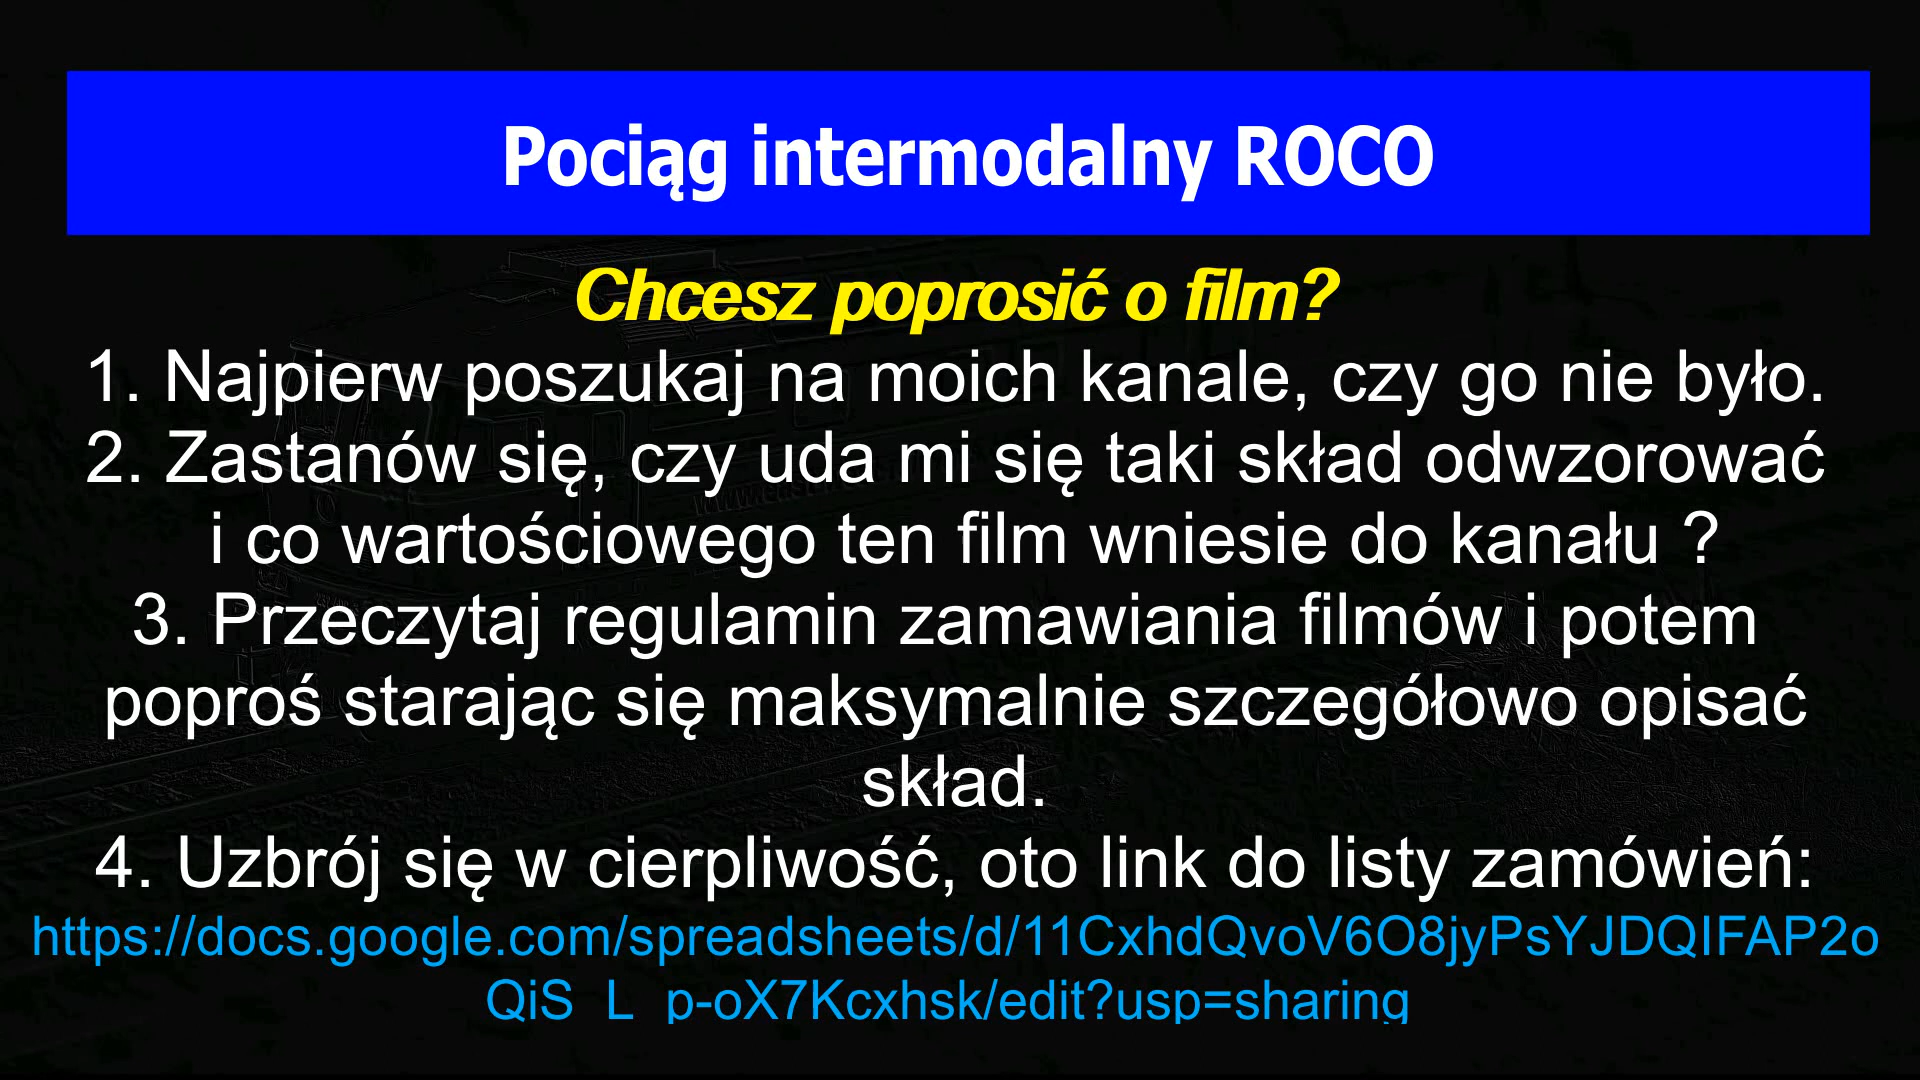 Pociąg intermodalny ROCO
Chcesz poprosić o film?
1. Najpierw poszukaj na moich kanale, czy go nie było.
2. Zastanów się, czy uda mi się taki skład odwzorować
i co wartościowego ten film wniesie do kanału ?
3. Przeczytaj regulamin zamawiania filmów i potem
poproś starając się maksymalnie szczegółowo opisać
skład.
4. Uzbrój się w cierpliwość, oto link do listy zamówień:
https://docs.google.com/spreadsheets/d/11CxhdQvoV6O8jyPsYJDQIFAP2o
QiS_L_p-oX7Kcxhsk/edit?usp=sharing